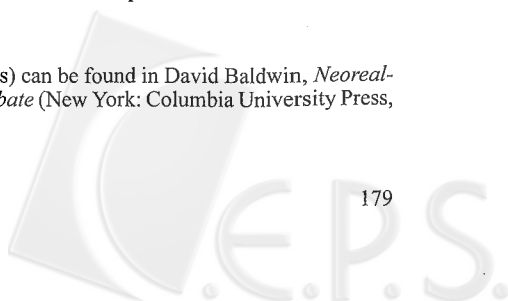 s) can be found in David Baldwin, Neoreal-
bate (New York: Columbia University Press,
179
C.E.P.S.